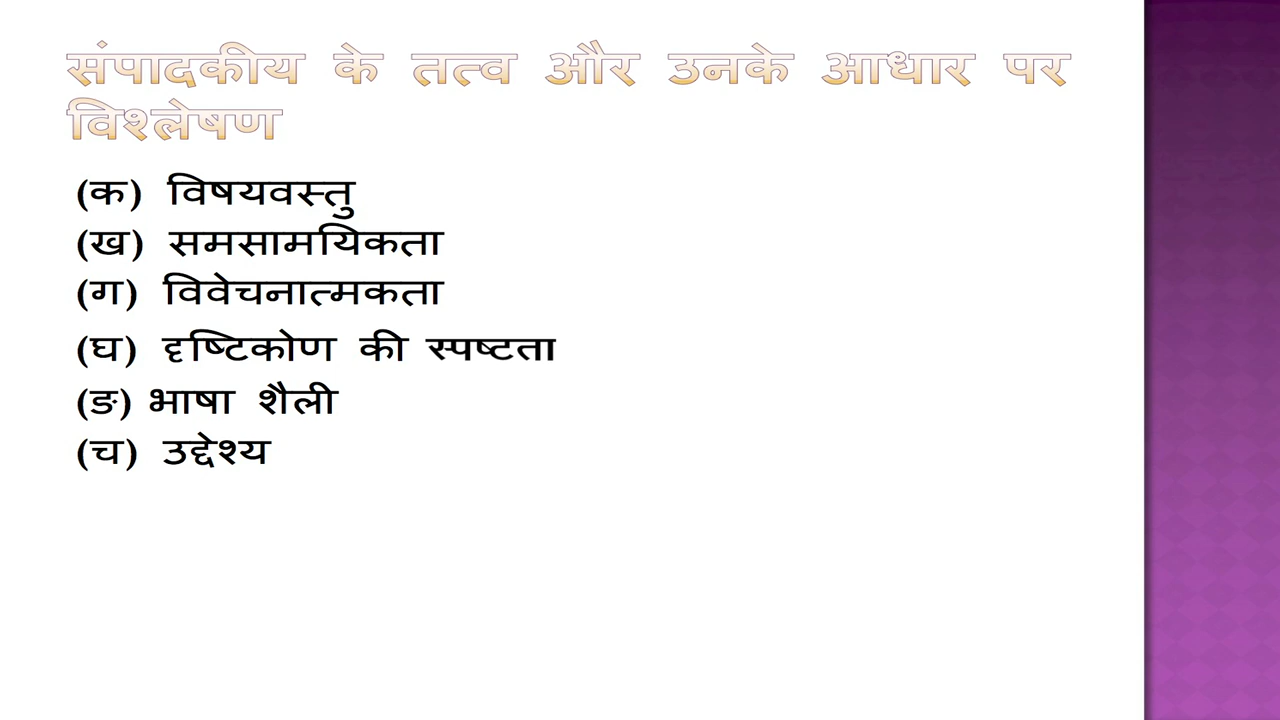 संपादकीय के तत्व और उनके आधार पर
विश्लेषण
(क) विषयवस्तु
(ख) समसामयिकता
(ग) विवेचनात्मकता
(घ) दृष्टिकोण की स्पष्टता
(ङ) भाषा शैली
(च) उद्देश्य